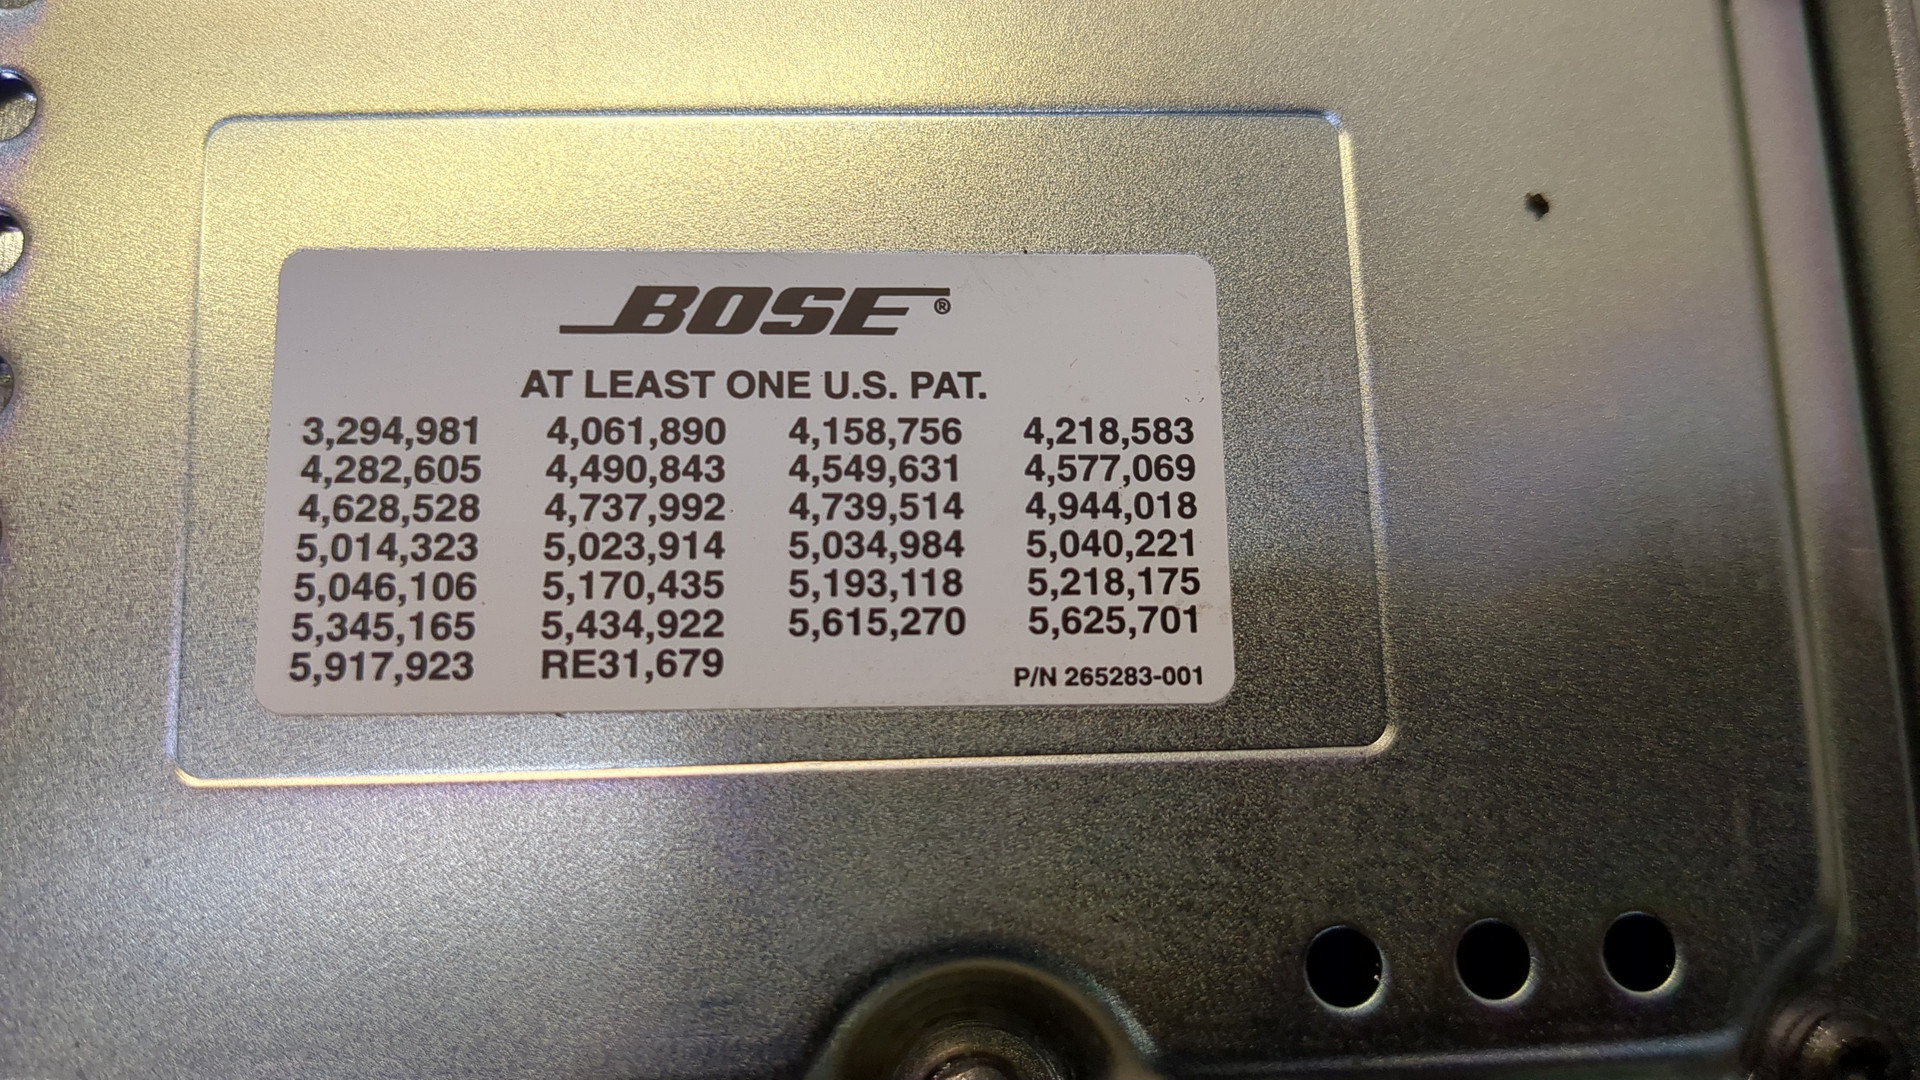 BOSE®
AT LEAST ONE U.S. PAT.
3,294,981 4,061,890 4,158,756 4,218,583
4,282,605 4,490,843 4,549,631 4,577,069
4,628,528 4,737,992 4,739,514 4,944,018
5,014,323 5,023,914 5,034,984 5,040,221
5,046,106 5,170,435 5,193,118 5,218,175
5,345,165 5,434,922 5,615,270 5,625,701
5,917,923 RE31,679 P/N 265283-001